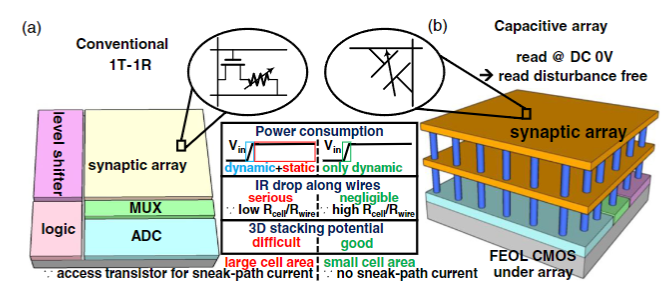 (a)
Conventional
1T-1R
level shifter
synaptic array
logic
MUX
ADC
(b)
Capacitive array
read @ DC 0V
→ read disturbance free
synaptic array
FEOL CMOS
under array
Power consumption
Vin Vin
dynamic+static only dynamic
IR drop along wires
serious negligible
∵ low Rcell/Rwire ∵ high Rcell/Rwire
3D stacking potential
difficult good
large cell area small cell area
∵ access transistor for sneak-path current ∵ no sneak-path current